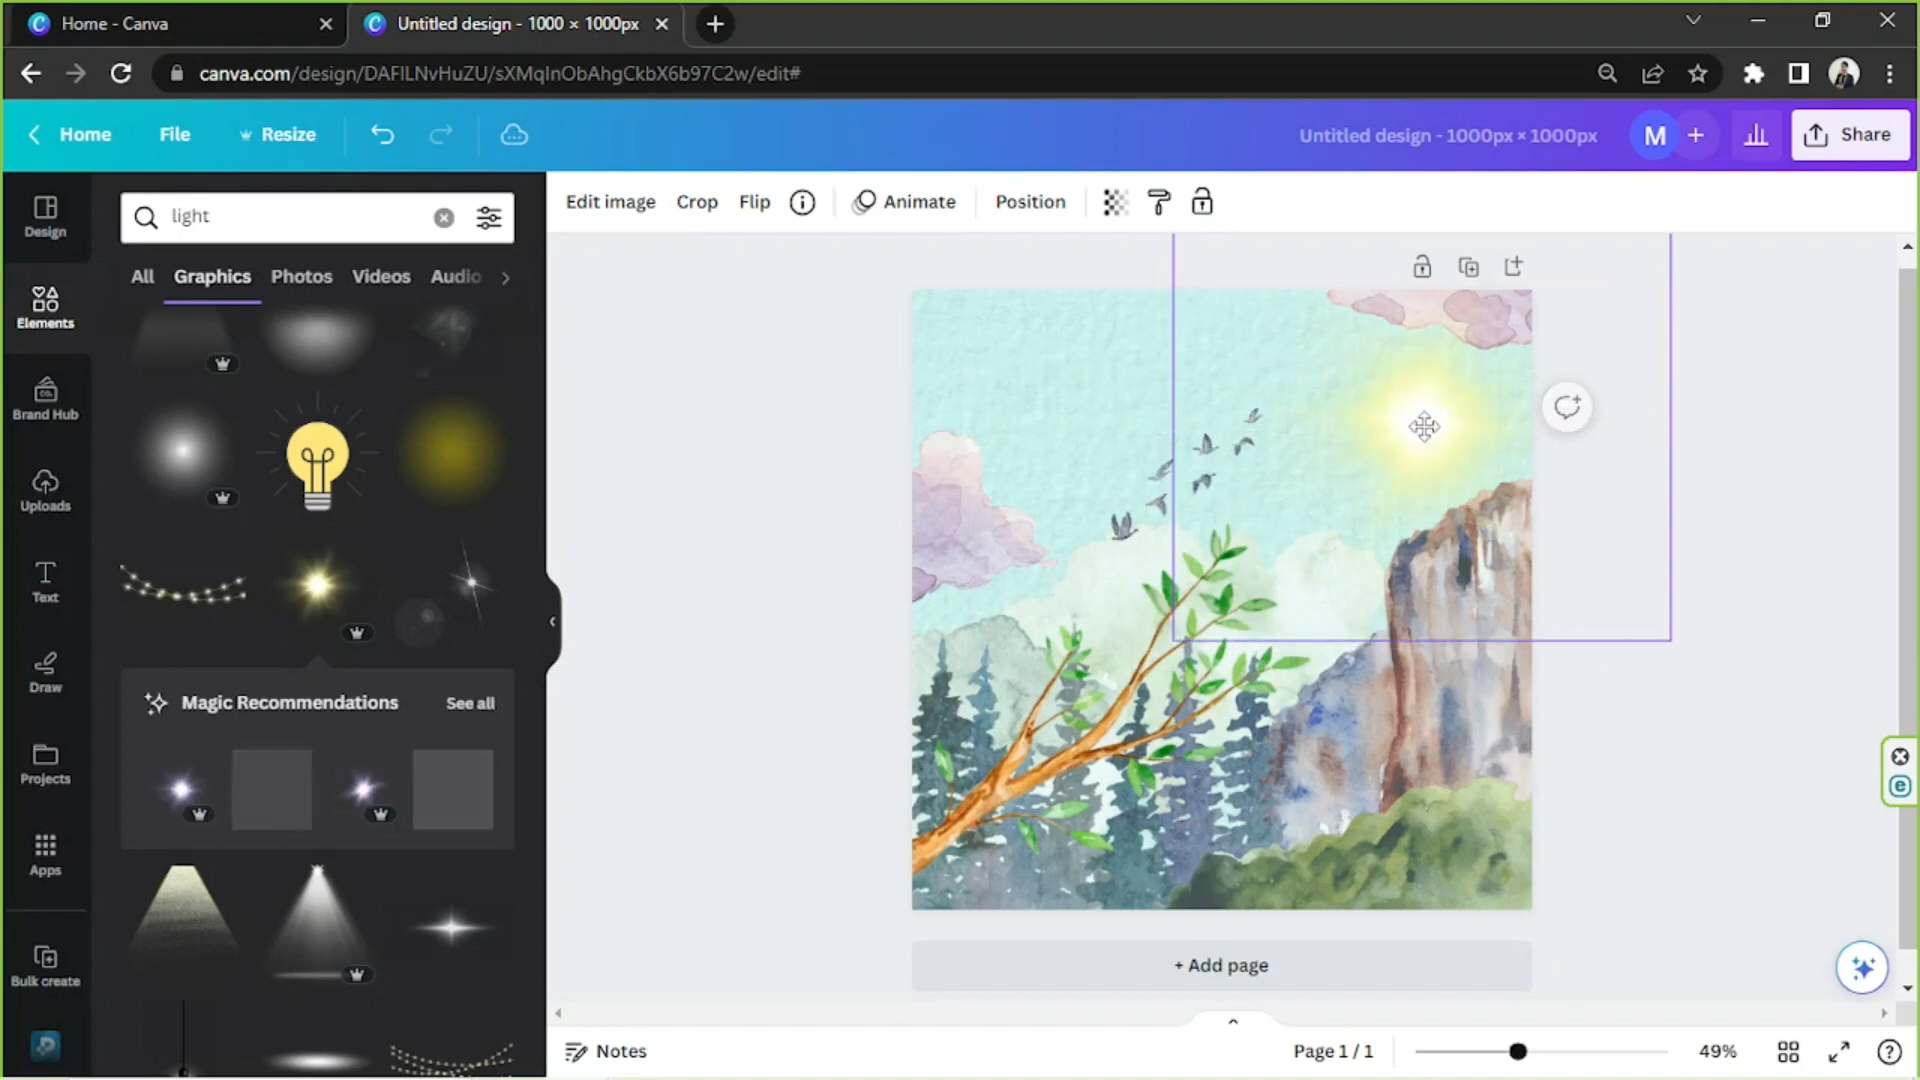 Home - Canva
Untitled design - 1000 × 1000px
canva.com/design/DAFlLNvHuZU/sXMqInObAhgCkbX6b97C2w/edit#
Home
File
Resize
Untitled design - 1000px × 1000px
M
Share
Design
Elements
Brand Hub
Uploads
Text
Draw
Projects
Apps
Bulk create
light
All
Graphics
Photos
Videos
Audio
Magic Recommendations
See all
Edit image
Crop
Flip
Animate
Position
+ Add page
Notes
Page 1 / 1
49%